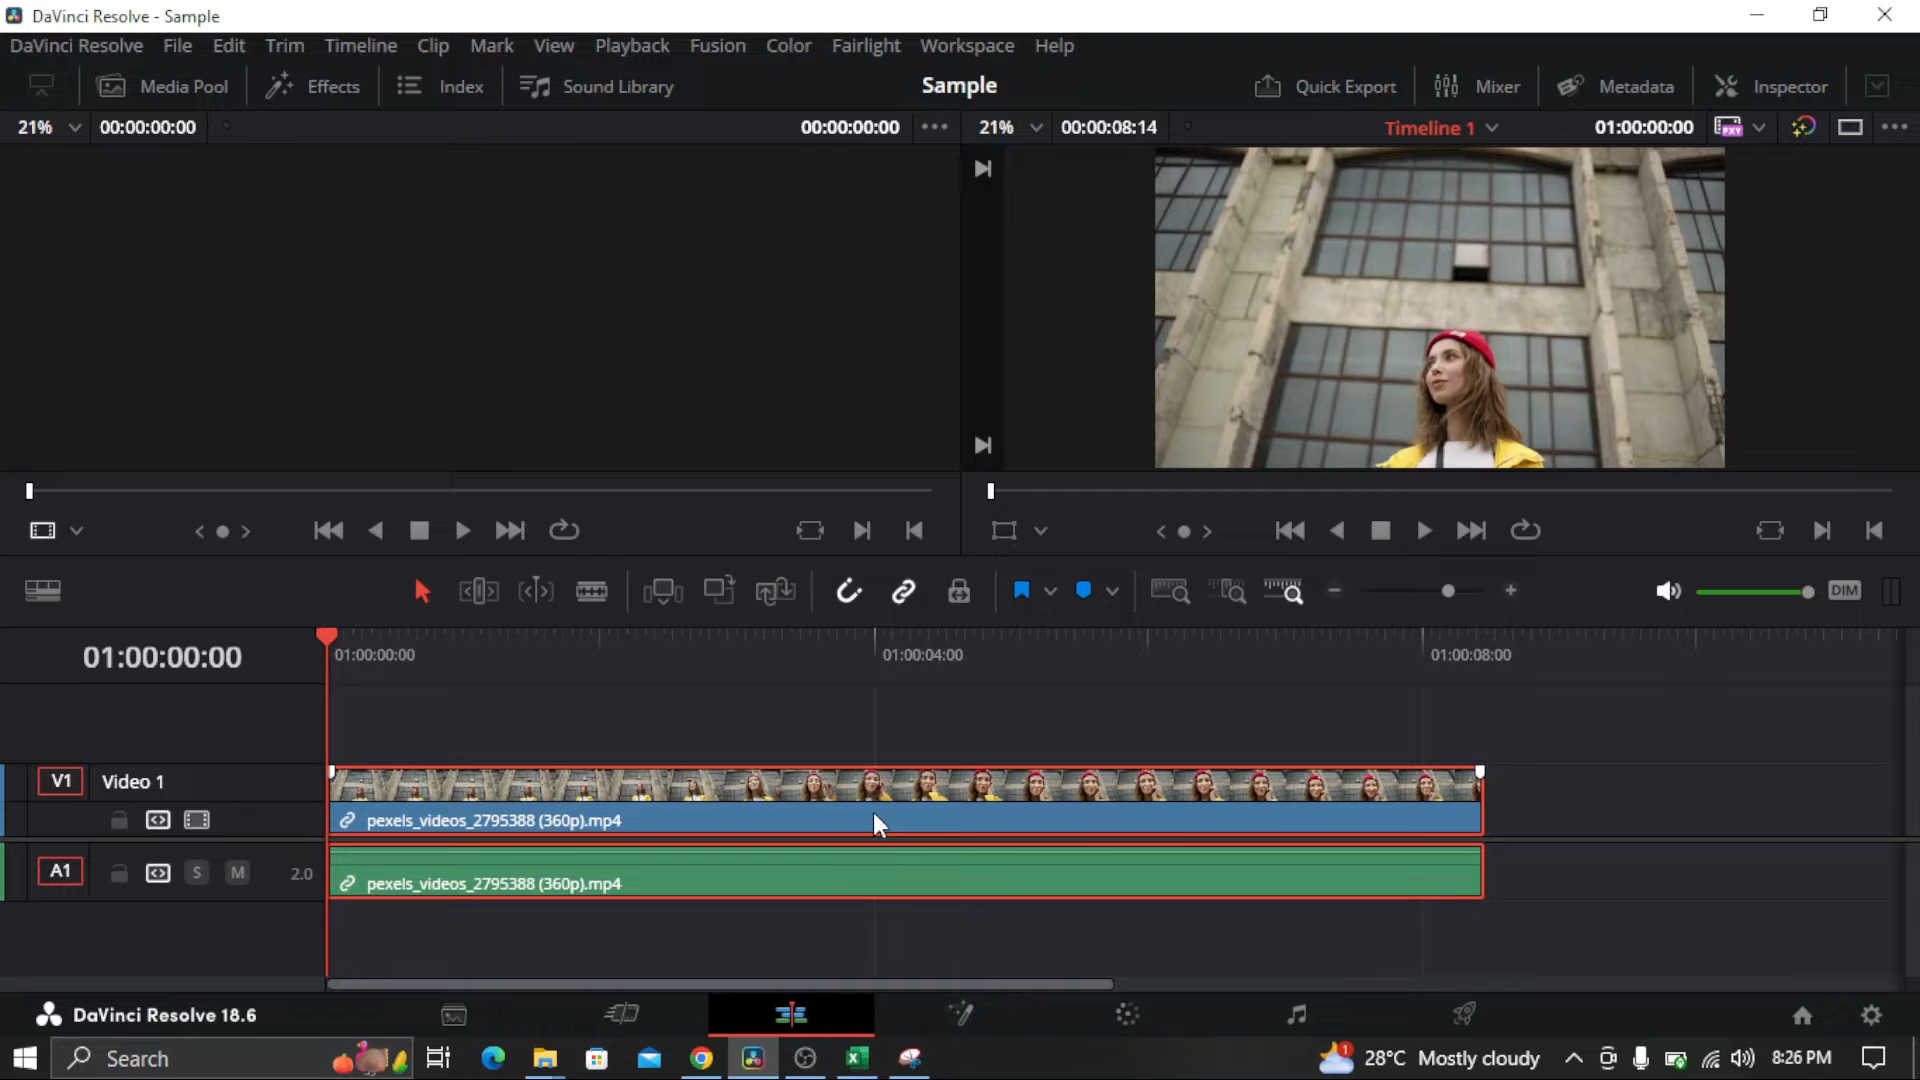 DaVinci Resolve - Sample
DaVinci Resolve File Edit Trim Timeline Clip Mark View Playback Fusion Color Fairlight Workspace Help
Media Pool Effects Index Sound Library Sample Quick Export Mixer Metadata Inspector
21% 00:00:00:00 00:00:00:00 21% 00:00:08:14 Timeline 1 01:00:00:00 PXY
DIM
01:00:00:00 01:00:00:00 01:00:04:00 01:00:08:00
V1 Video 1
pexels_videos_2795388 (360p).mp4
A1 S M 2.0 pexels_videos_2795388 (360p).mp4
DaVinci Resolve 18.6
Search 1 28°C Mostly cloudy 8:26 PM